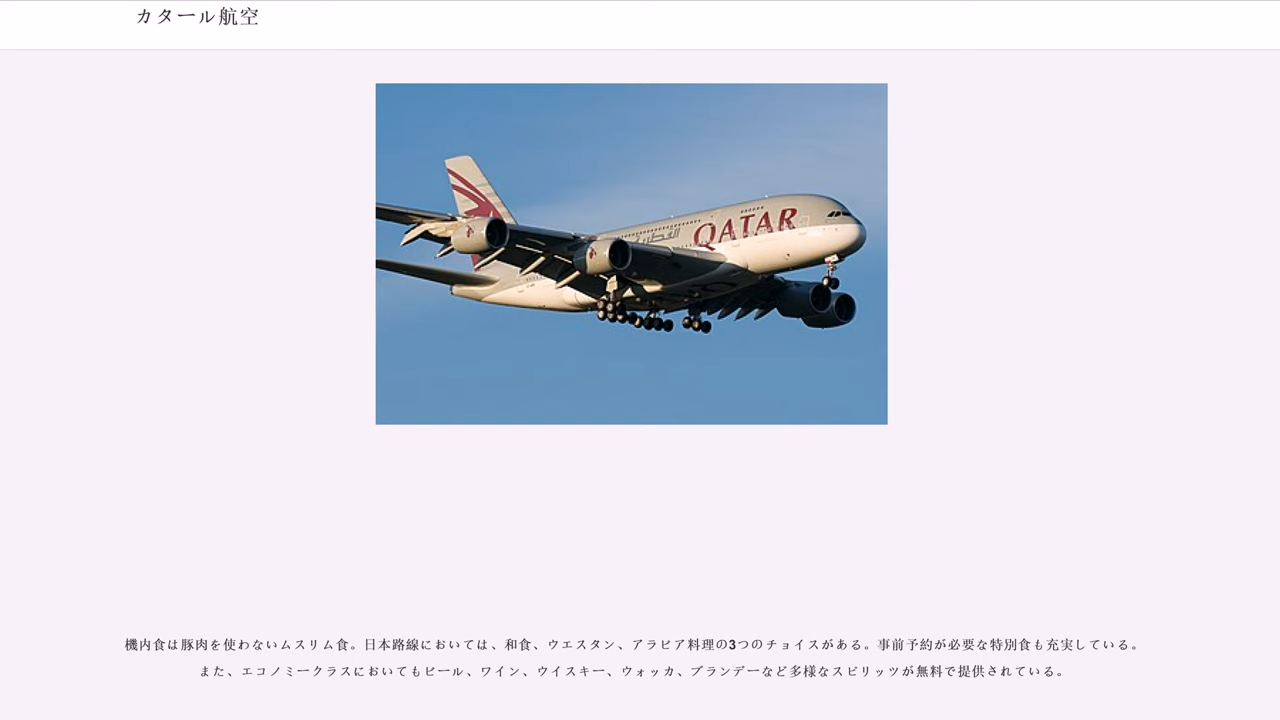 カタール航空
القطرية QATAR
機内食は豚肉を使わないムスリム食。日本路線においては、和食、ウエスタン、アラビア料理の3つのチョイスがある。事前予約が必要な特別食も充実している。
また、エコノミークラスにおいてもビール、ワイン、ウイスキー、ウォッカ、ブランデーなど多様なスピリッツが無料で提供されている。